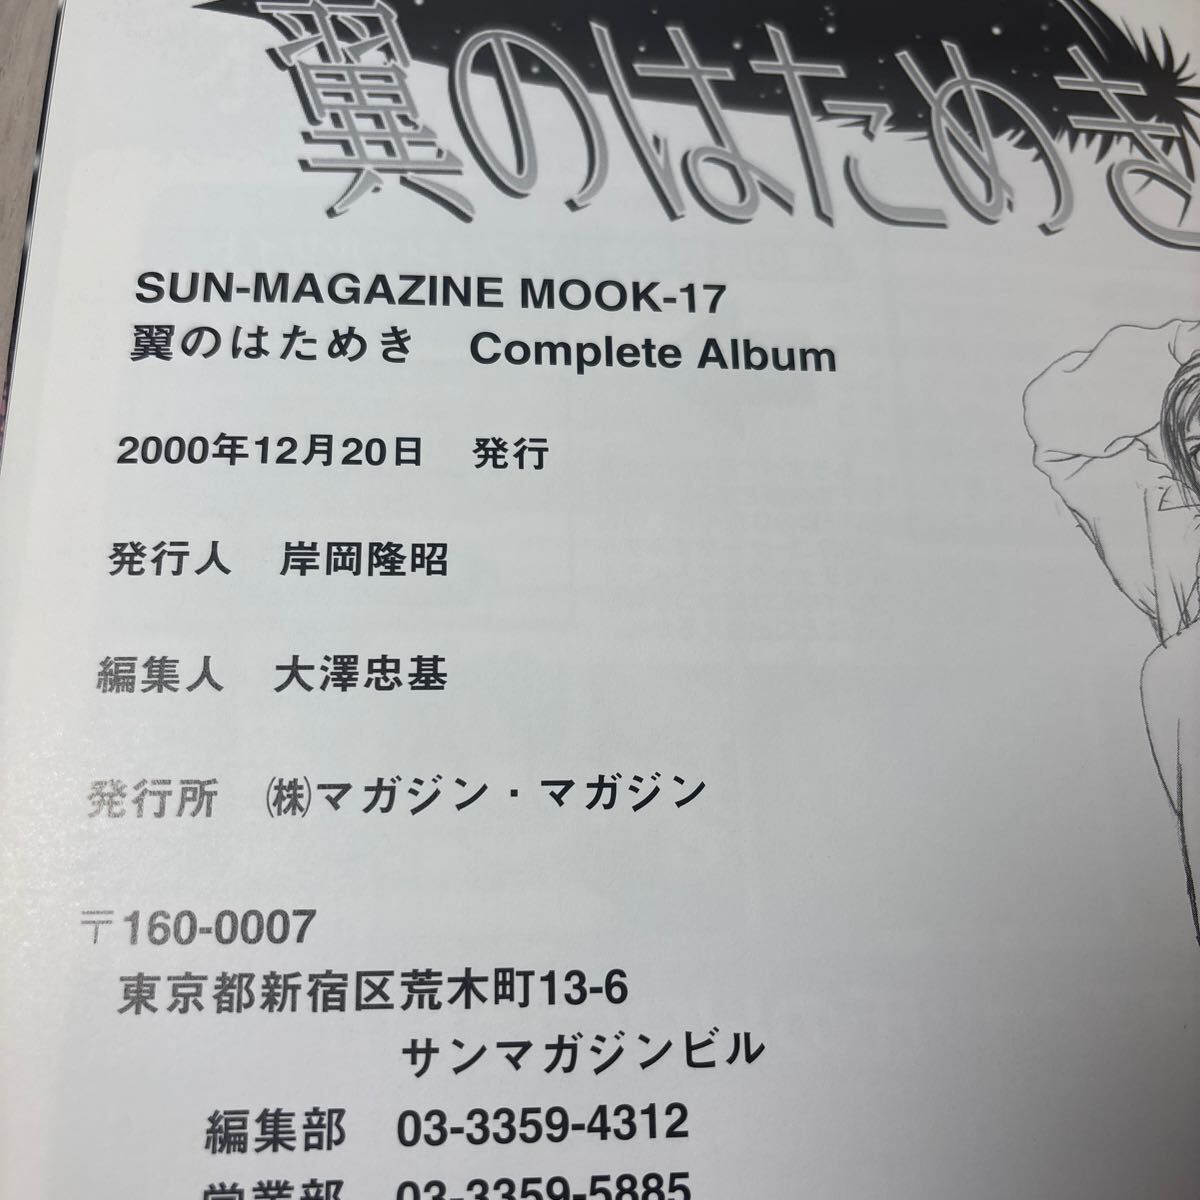 翼のはためき
SUN-MAGAZINE MOOK-17
翼のはためき　Complete Album
2000年12月20日　発行
発行人　岸岡隆昭
編集人　大澤忠基
発行所　㈱マガジン・マガジン
〒160-0007
東京都新宿区荒木町13-6
サンマガジンビル
編集部　03-3359-4312
営業部　03-3359-5885